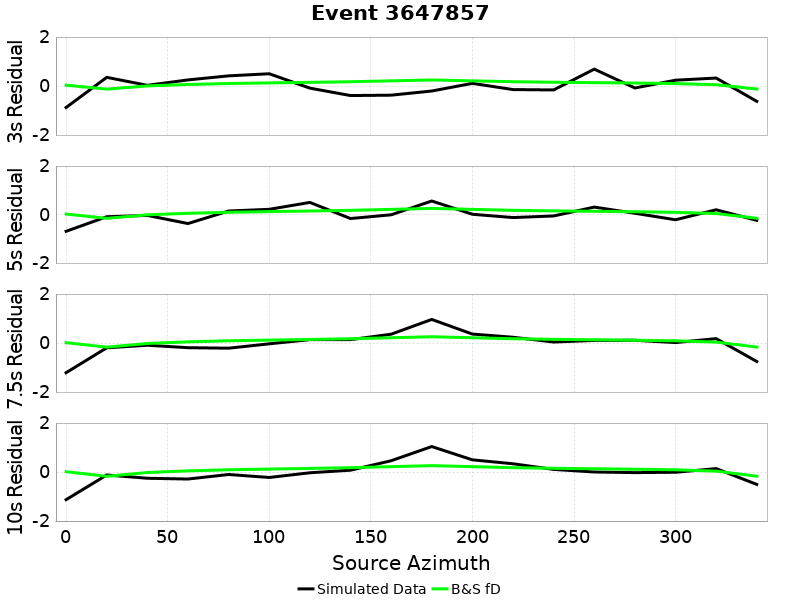 Event 3647857
3s Residual
2
0
-2
5s Residual
2
0
-2
7.5s Residual
2
0
-2
10s Residual
2
0
-2
0 50 100 150 200 250 300
Source Azimuth
Simulated Data B&S fD